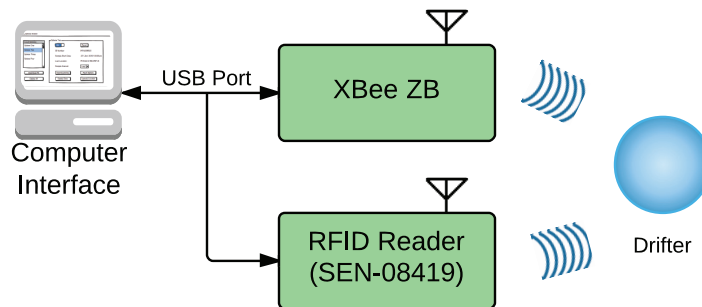 USB Port
XBee ZB
Computer
Interface
RFID Reader
(SEN-08419)
Drifter